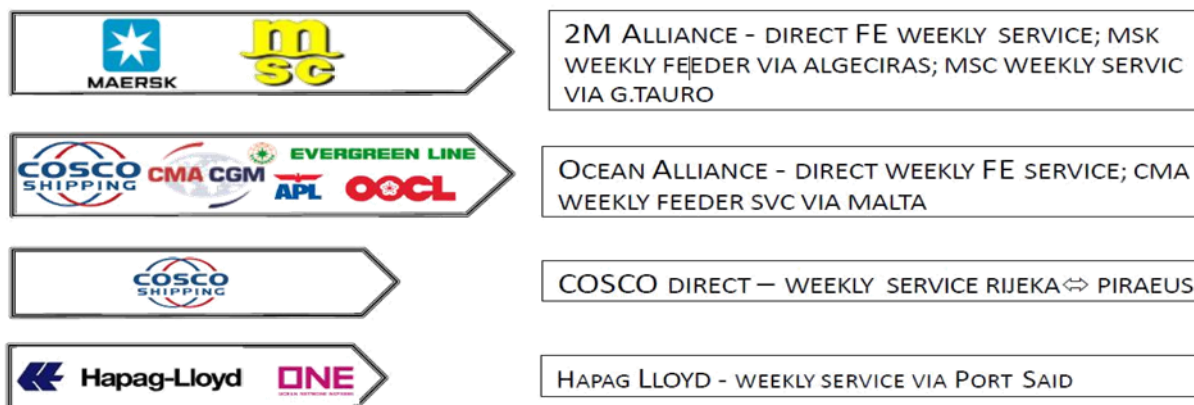 MAERSK
msc
2M ALLIANCE - DIRECT FE WEEKLY SERVICE; MSK
WEEKLY FEEDER VIA ALGECIRAS; MSC WEEKLY SERVIC
VIA G.TAURO
COSCO
SHIPPING
CMA CGM
EVERGREEN LINE
APL
OOCL
OCEAN ALLIANCE - DIRECT WEEKLY FE SERVICE; CMA
WEEKLY FEEDER SVC VIA MALTA
COSCO
SHIPPING
COSCO DIRECT – WEEKLY SERVICE RIJEKA⇔ PIRAEUS
Hapag-Lloyd
ONE
OCEAN NETWORK EXPRESS
HAPAG LLOYD - WEEKLY SERVICE VIA PORT SAID